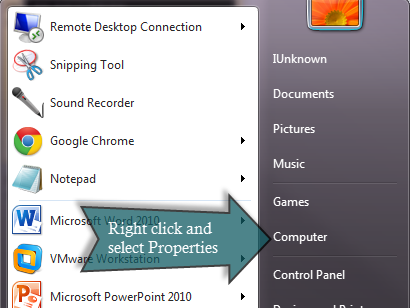 Remote Desktop Connection
Snipping Tool
Sound Recorder
Google Chrome
Notepad
Microsoft Word 2010
VMware Workstation
Microsoft PowerPoint 2010
IUnknown
Documents
Pictures
Music
Games
Computer
Control Panel
Right click and
select Properties